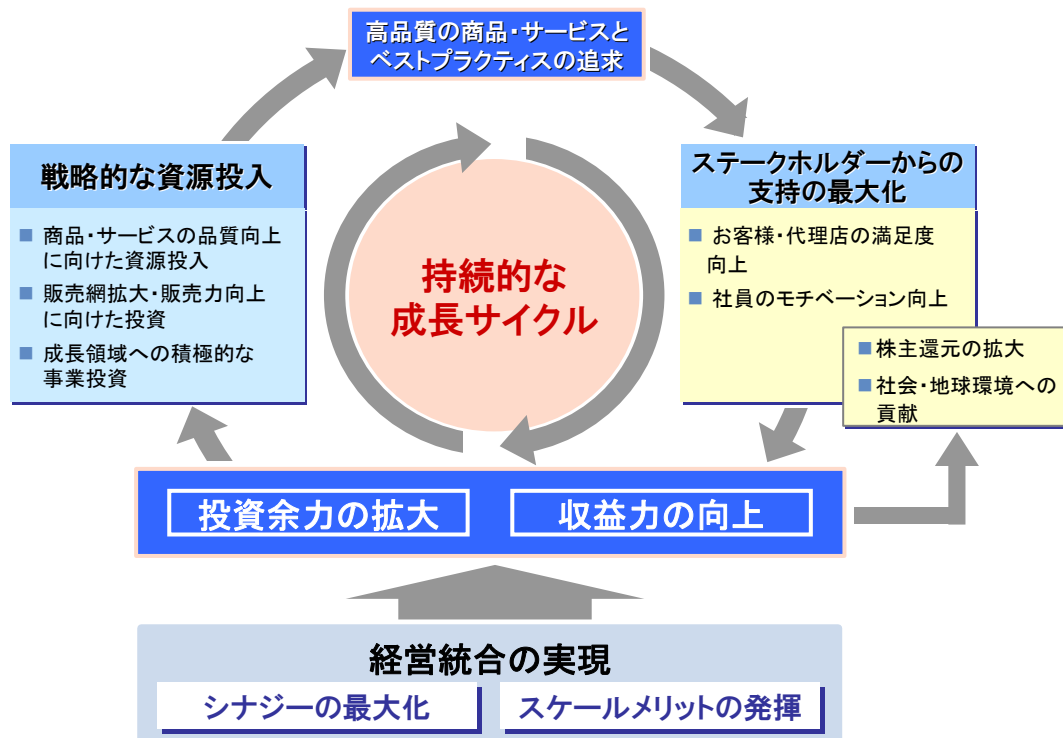 高品質の商品・サービスと
ベストプラクティスの追求
戦略的な資源投入
■ 商品・サービスの品質向上
に向けた資源投入
■ 販売網拡大・販売力向上
に向けた投資
■ 成長領域への積極的な
事業投資
持続的な
成長サイクル
ステークホルダーからの
支持の最大化
■ お客様・代理店の満足度
向上
■ 社員のモチベーション向上
■ 株主還元の拡大
■ 社会・地球環境への
貢献
投資余力の拡大
収益力の向上
経営統合の実現
シナジーの最大化
スケールメリットの発揮